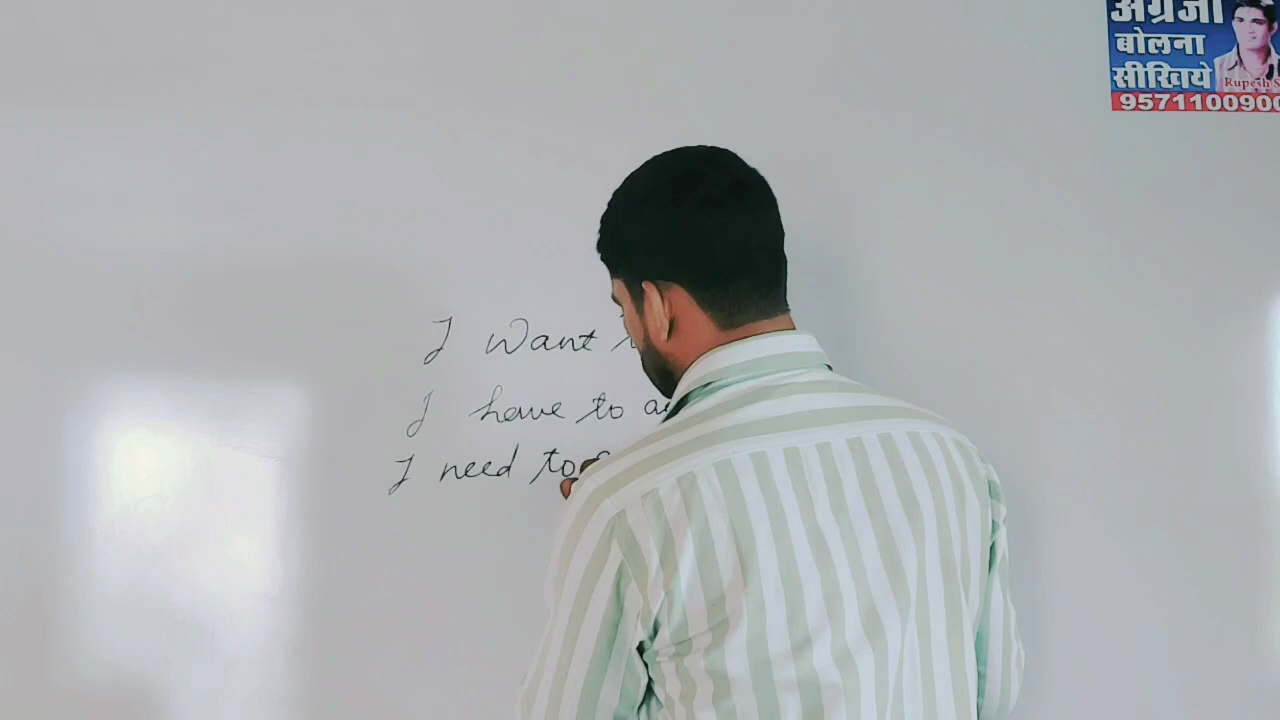 अंग्रेजी
बोलना
सीखिये
Rupesh
9571100900
I Want
I have to
I need to